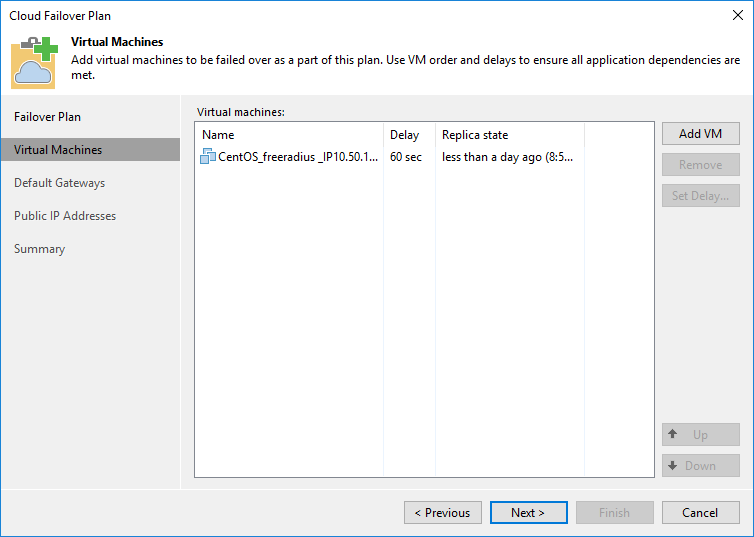 Cloud Failover Plan
Virtual Machines
Add virtual machines to be failed over as a part of this plan. Use VM order and delays to ensure all application dependencies are
met.
Failover Plan
Virtual Machines
Default Gateways
Public IP Addresses
Summary
Virtual machines:
Name Delay Replica state
CentOS_freeradius _IP10.50.1... 60 sec less than a day ago (8:5...
Add VM
Remove
Set Delay...
Up
Down
< Previous Next > Finish Cancel